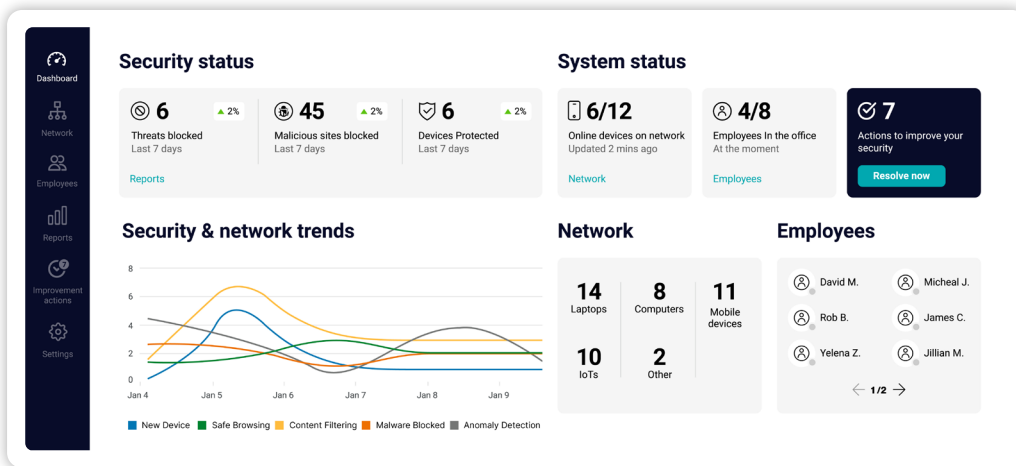 Dashboard
Network
Employees
Reports
7
Improvement
actions
Settings
Security status
6
2%
Threats blocked
Last 7 days
45
2%
Malicious sites blocked
Last 7 days
6
2%
Devices Protected
Last 7 days
Reports
System status
6/12
Online devices on network
Updated 2 mins ago
Network
4/8
Employees In the office
At the moment
Employees
7
Actions to improve your
security
Resolve now
Security & network trends
8
6
4
2
0
Jan 4 Jan 5 Jan 6 Jan 7 Jan 8 Jan 9
New Device Safe Browsing Content Filtering Malware Blocked Anomaly Detection
Network
14
Laptops
8
Computers
11
Mobile
devices
10
IoTs
2
Other
Employees
David M. Micheal J.
Rob B. James C.
Yelena Z. Jillian M.
1/2